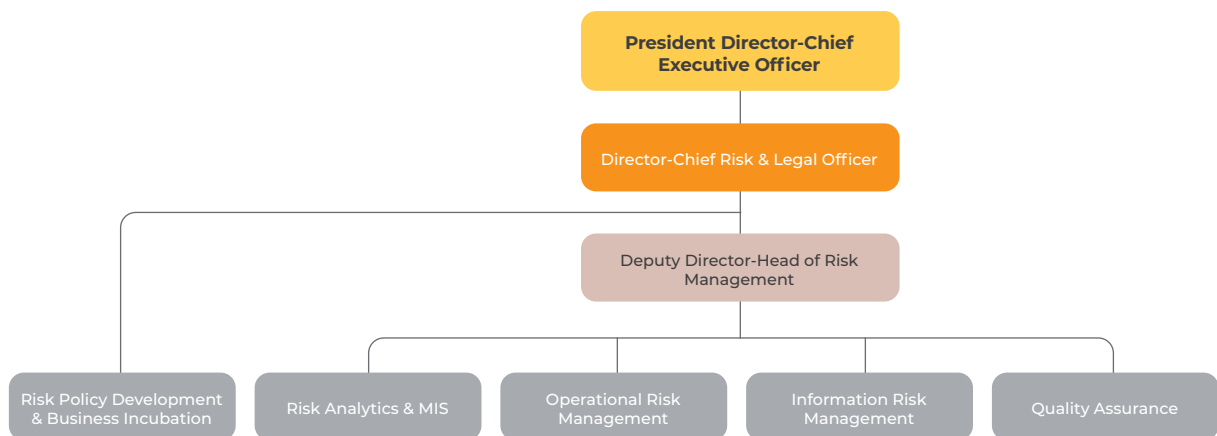 President Director-Chief
Executive Officer
Director-Chief Risk & Legal Officer
Deputy Director-Head of Risk
Management
Risk Policy Development
& Business Incubation
Risk Analytics & MIS
Operational Risk
Management
Information Risk
Management
Quality Assurance